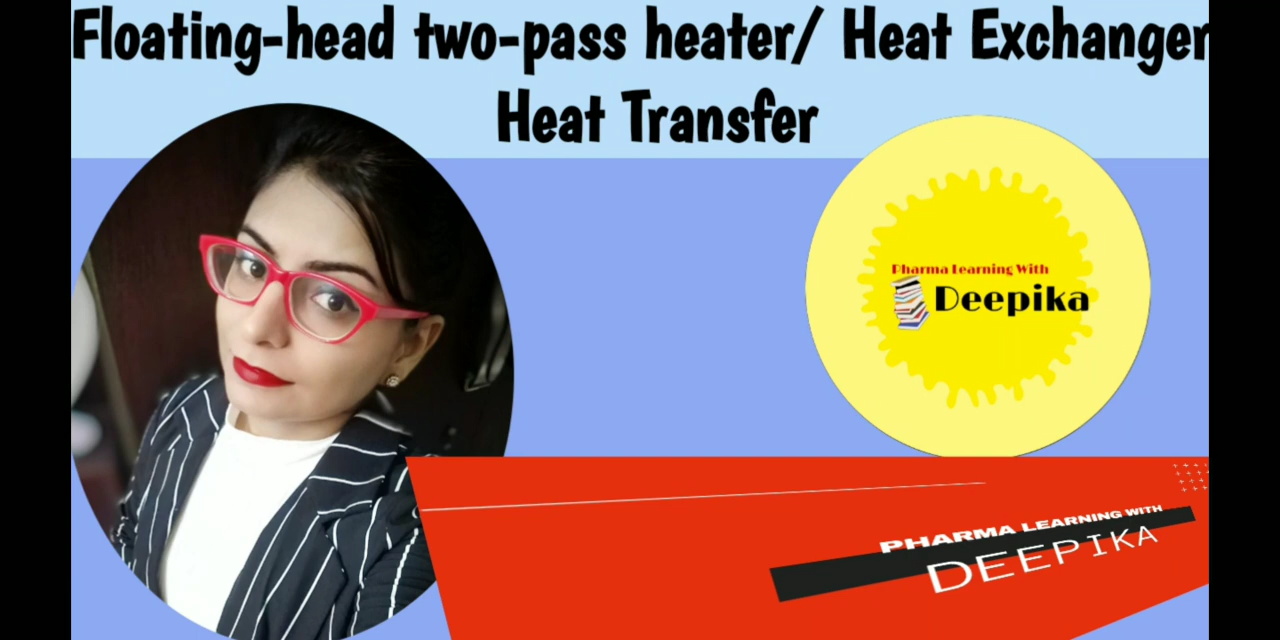 Floating-head two-pass heater/ Heat Exchanger
Heat Transfer
Pharma Learning With
Deepika
PHARMA LEARNING WITH
DEEPIKA